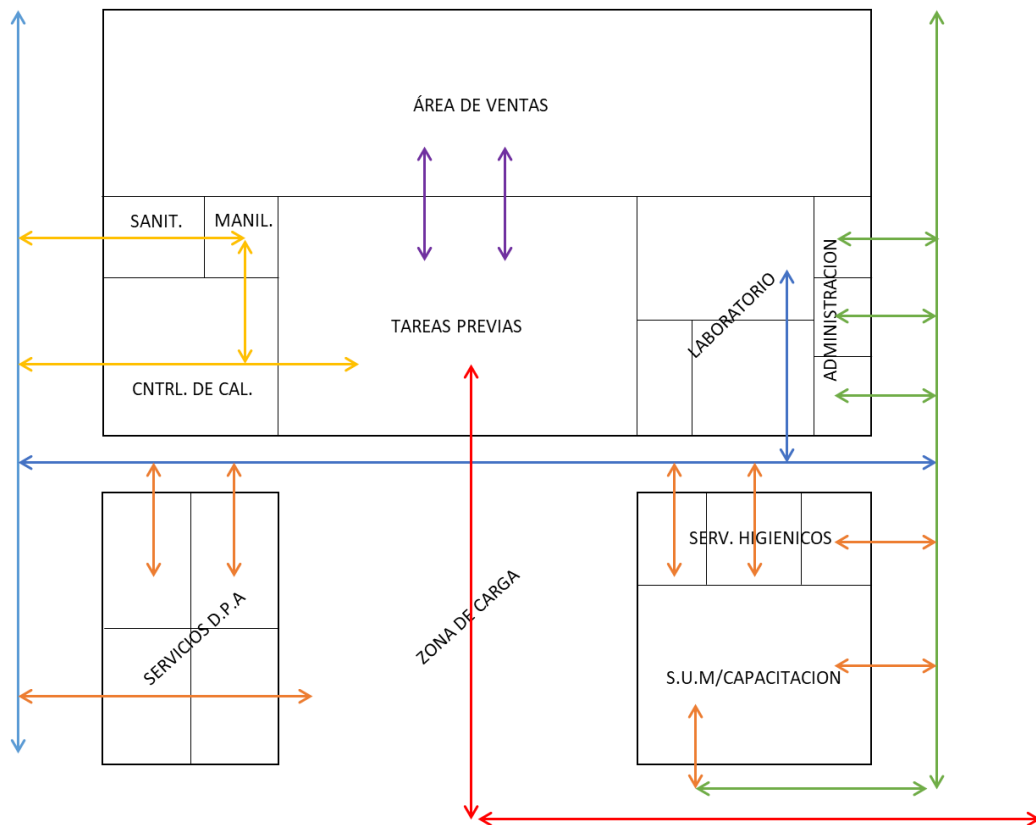 ÁREA DE VENTAS
SANIT.
MANIL.
TAREAS PREVIAS
CNTRL. DE CAL.
LABORATORIO
ADMINISTRACION
SERV. HIGIENICOS
SERVICIOS D.P.A
ZONA DE CARGA
S.U.M/CAPACITACION